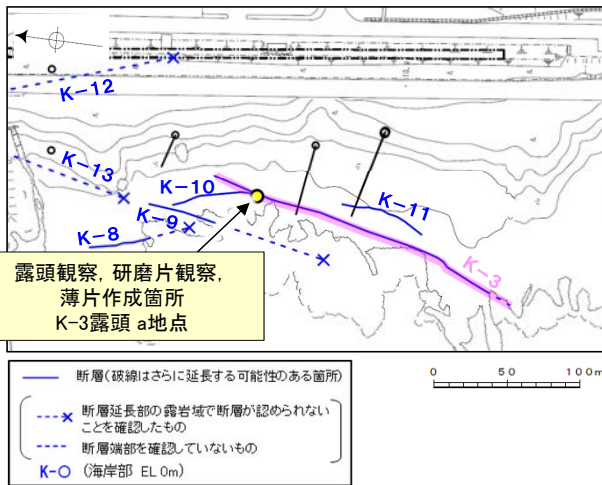 K-12
K-13
K-10
K-9
K-11
K-8
K-3
露頭観察, 研磨片観察,
薄片作成箇所
K-3露頭 a地点
0 50 100m
断層(破線はさらに延長する可能性のある箇所)
断層延長部の露岩域で断層が認められない
ことを確認したもの
断層端部を確認していないもの
K-○ (海岸部 EL 0m)